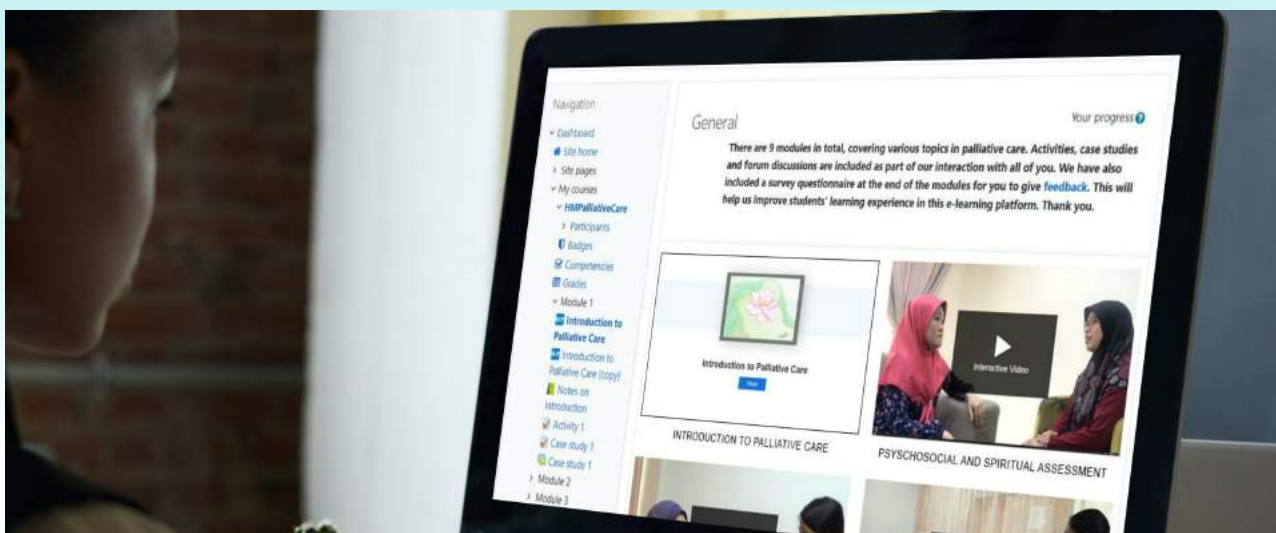 Navigation
Dashboard
Site home
Site pages
My courses
HMPalliativeCare
Participants
Badges
Competencies
Grades
Module 1
Introduction to
Palliative Care
Introduction to
Palliative Care (copy)
Notes on
Introduction
Activity 1
Case study 1
Case study 1
Module 2
Module 3
General
Your progress
There are 9 modules in total, covering various topics in palliative care. Activities, case studies
and forum discussions are included as part of our interaction with all of you. We have also
included a survey questionnaire at the end of the modules for you to give feedback. This will
help us improve students' learning experience in this e-learning platform. Thank you.
Introduction to Palliative Care
INTRODUCTION TO PALLIATIVE CARE
Interactive Video
PSYSCHOSOCIAL AND SPIRITUAL ASSESSMENT